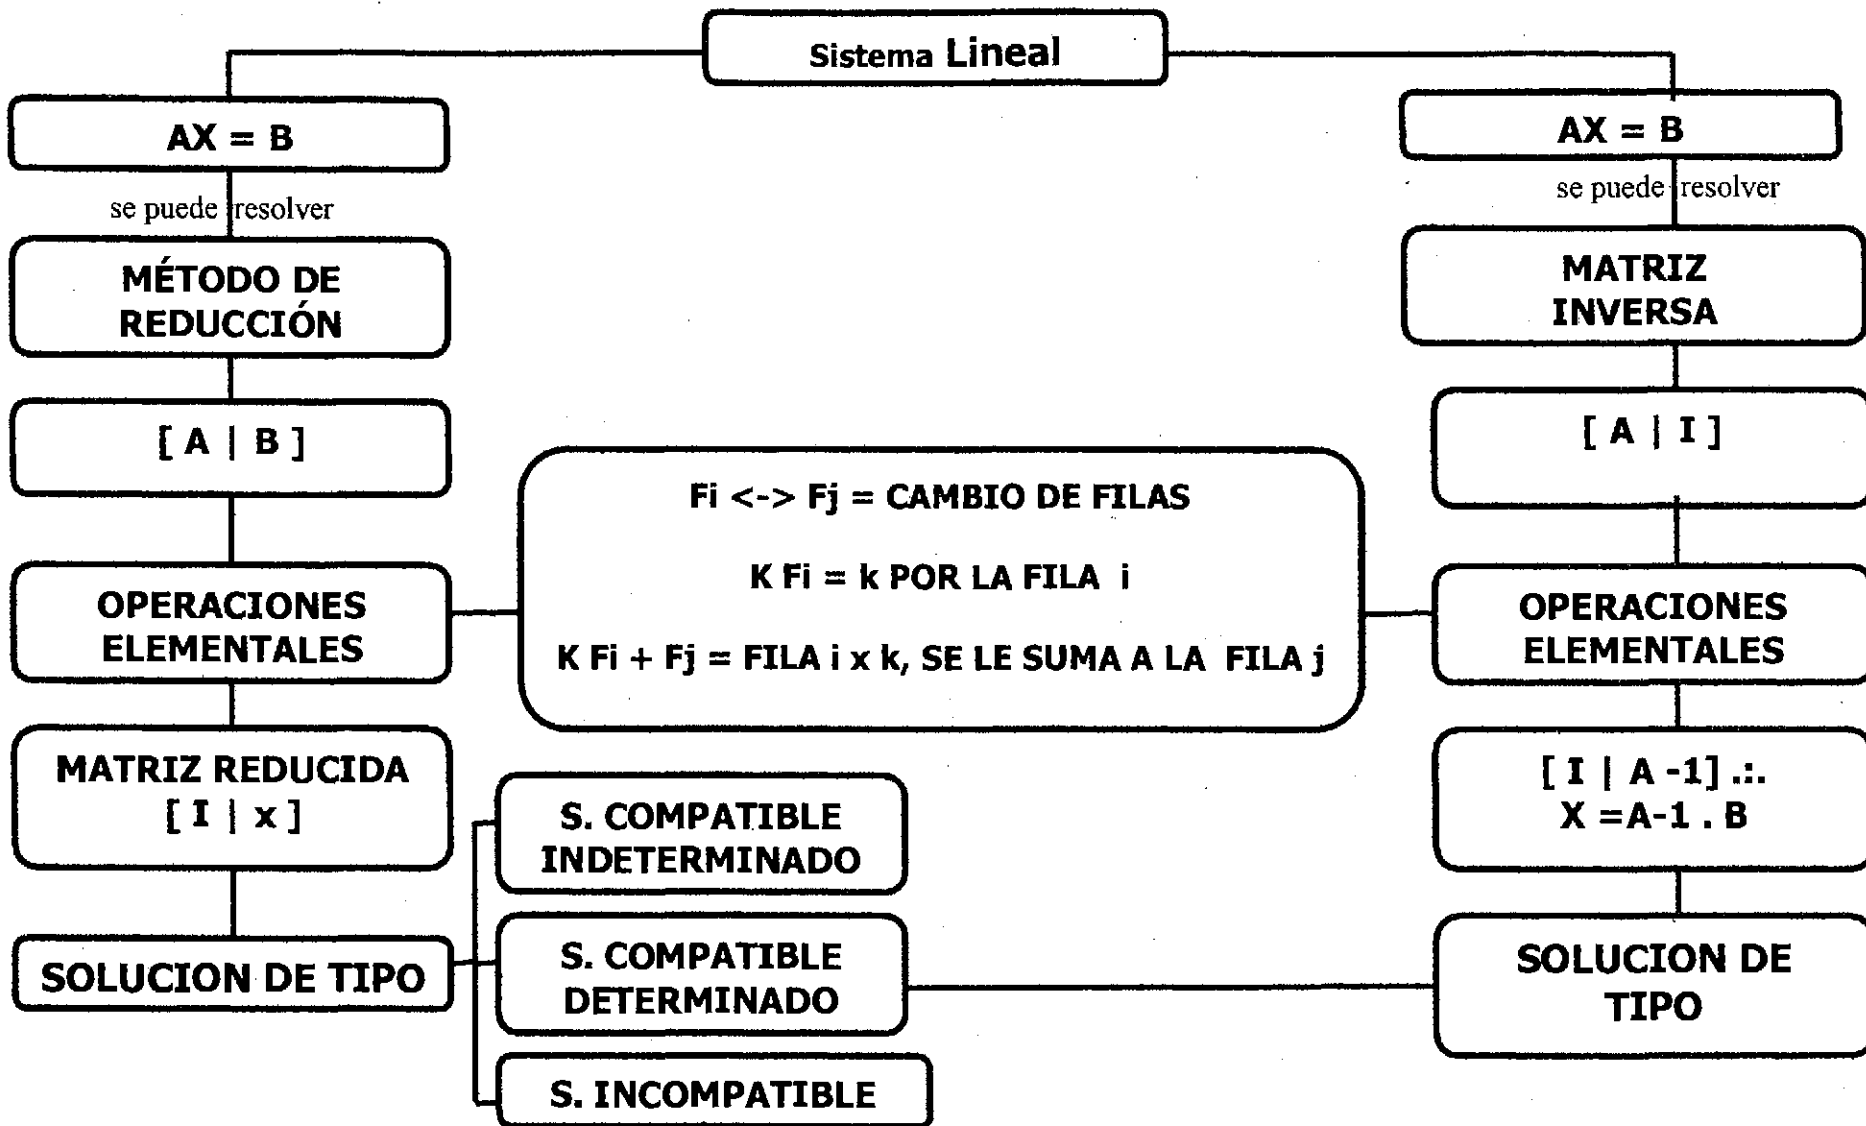 Sistema Lineal
AX = B
se puede resolver
MÉTODO DE
REDUCCIÓN
[ A | B ]
OPERACIONES
ELEMENTALES
MATRIZ REDUCIDA
[ I | x ]
SOLUCION DE TIPO
Fi <-> Fj = CAMBIO DE FILAS
K Fi = k POR LA FILA i
K Fi + Fj = FILA i x k, SE LE SUMA A LA FILA j
S. COMPATIBLE
INDETERMINADO
S. COMPATIBLE
DETERMINADO
S. INCOMPATIBLE
AX = B
se puede resolver
MATRIZ
INVERSA
[ A | I ]
OPERACIONES
ELEMENTALES
[ I | A -1] .:.
X =A-1 . B
SOLUCION DE
TIPO